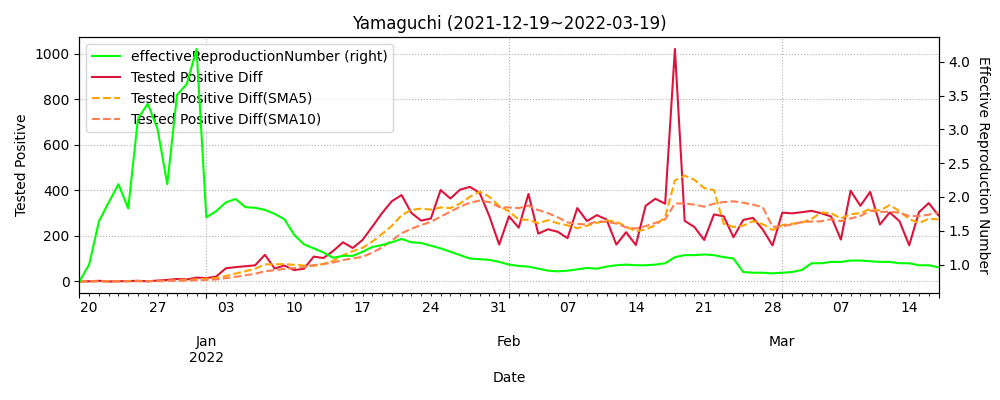 Yamaguchi (2021-12-19~2022-03-19)
effectiveReproductionNumber (right)
Tested Positive Diff
Tested Positive Diff(SMA5)
Tested Positive Diff(SMA10)
Tested Positive
1000
800
600
400
200
0
4.0
3.5
3.0
2.5
2.0
1.5
1.0
Effective Reproduction Number
20 27 03 10 17 24 31 07 14 21 28 07 14
Jan Feb Mar
2022
Date